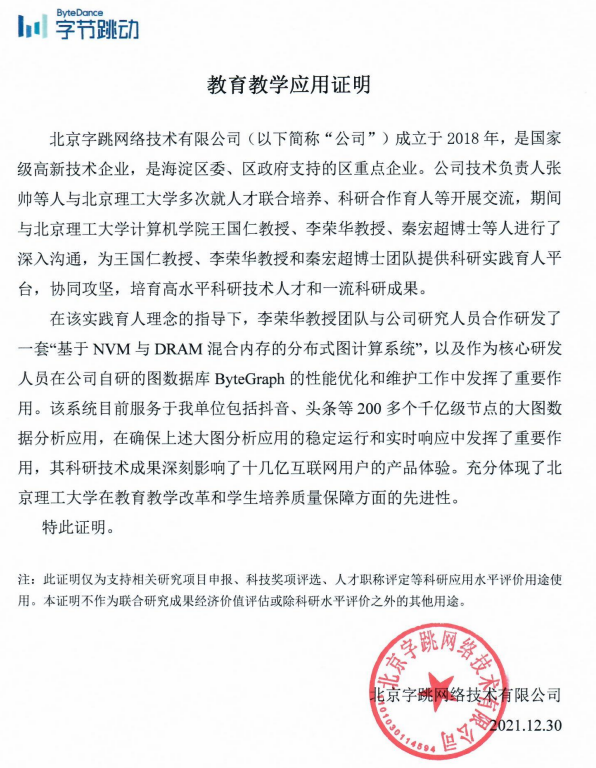 ByteDance
字节跳动
教育教学应用证明
北京字跳网络技术有限公司（以下简称“公司”）成立于 2018 年，是国家
级高新技术企业，是海淀区委、区政府支持的区重点企业。公司技术负责人张
帅等人与北京理工大学多次就人才联合培养、科研合作育人等开展交流，期间
与北京理工大学计算机学院王国仁教授、李荣华教授、秦宏超博士等人进行了
深入沟通，为王国仁教授、李荣华教授和秦宏超博士团队提供科研实践育人平
台，协同攻坚，培育高水平科研技术人才和一流科研成果。
在该实践育人理念的指导下，李荣华教授团队与公司研究人员合作研发了
一套“基于 NVM 与 DRAM 混合内存的分布式图计算系统”，以及作为核心研发
人员在公司自研的图数据库 ByteGraph 的性能优化和维护工作中发挥了重要作
用。该系统目前服务于我单位包括抖音、头条等 200 多个千亿级节点的大图数
据分析应用，在确保上述大图分析应用的稳定运行和实时响应中发挥了重要作
用，其科研技术成果深刻影响了十几亿互联网用户的产品体验。充分体现了北
京理工大学在教育教学改革和学生培养质量保障方面的先进性。
特此证明。
注：此证明仅为支持相关研究项目申报、科技奖项评选、人才职称评定等科研应用水平评价用途使
用。本证明不作为联合研究成果经济价值评估或除科研水平评价之外的其他用途。
北京字跳网络技术有限公司
2021.12.30
北京字跳网络技术有限公司